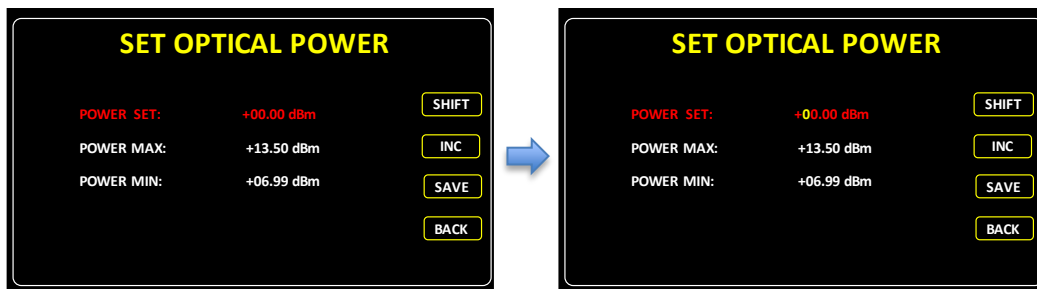 SET OPTICAL POWER
POWER SET: +00.00 dBm
POWER MAX: +13.50 dBm
POWER MIN: +06.99 dBm
SHIFT
INC
SAVE
BACK
SET OPTICAL POWER
POWER SET: +00.00 dBm
POWER MAX: +13.50 dBm
POWER MIN: +06.99 dBm
SHIFT
INC
SAVE
BACK